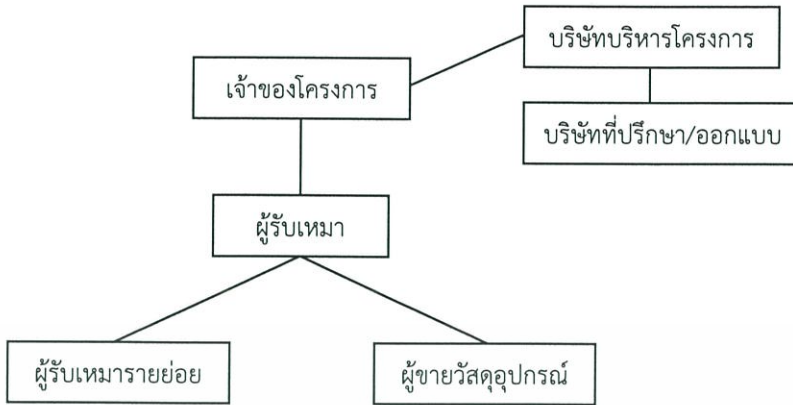 บริษัทบริหารโครงการ
เจ้าของโครงการ
บริษัทที่ปรึกษา/ออกแบบ
ผู้รับเหมา
ผู้รับเหมารายย่อย
ผู้ขายวัสดุอุปกรณ์